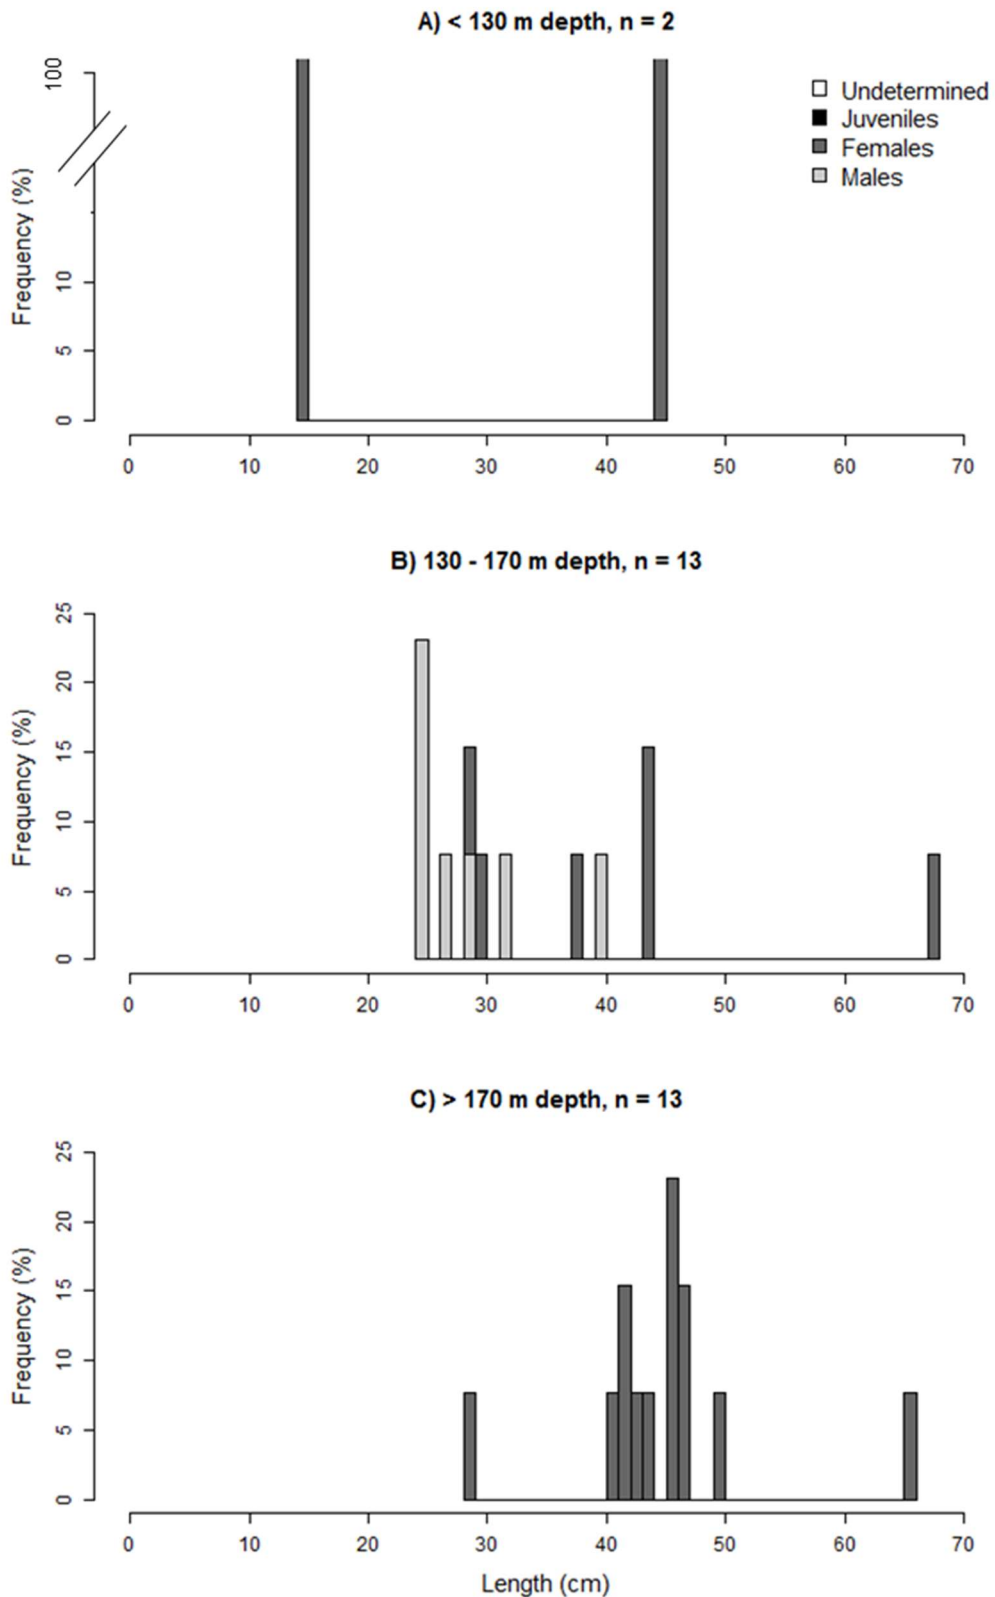 A) < 130 m depth, n = 2
Undetermined
Juveniles
Females
Males
Frequency (%)
100
10
5
0
0 10 20 30 40 50 60 70
B) 130 - 170 m depth, n = 13
Frequency (%)
25
20
15
10
5
0
0 10 20 30 40 50 60 70
C) > 170 m depth, n = 13
Frequency (%)
25
20
15
10
5
0
0 10 20 30 40 50 60 70
Length (cm)